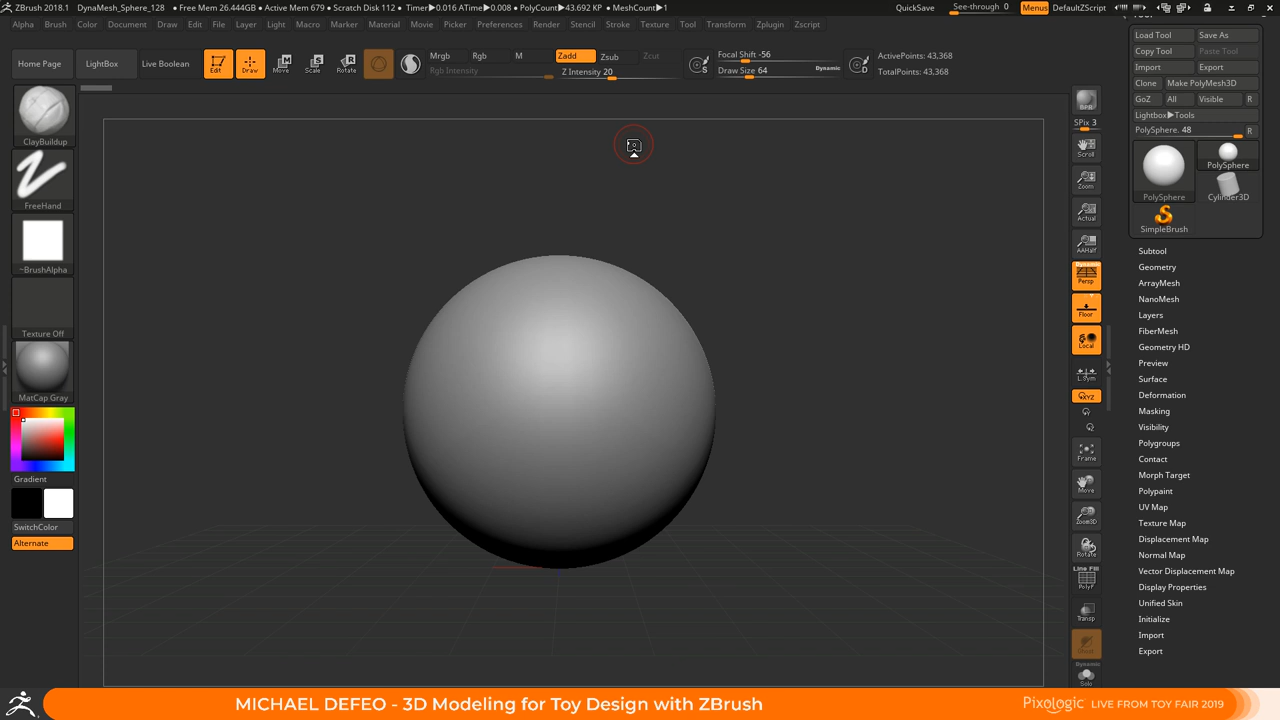 ZBrush 2018.1 DynaMesh_Sphere_128 • Free Mem 26.444GB • Active Mem 679 • Scratch Disk 112 • Timer▶0.016 ATime▶0.008 • PolyCount▶43.692 KP • MeshCount▶1 QuickSave See-through 0 Menus DefaultZScript
Alpha Brush Color Document Draw Edit File Layer Light Macro Marker Material Movie Picker Preferences Render Stencil Stroke Texture Tool Transform Zplugin Zscript
Home Page LightBox Live Boolean Edit Draw Move Scale Rotate
Mrgb Rgb M Zadd Zsub Zcut
Rgb Intensity Z Intensity 20
S Focal Shift -56
Draw Size 64 Dynamic D
ActivePoints: 43,368
TotalPoints: 43,368
ClayBuildup
FreeHand
~BrushAlpha
Texture Off
MatCap Gray
Gradient
SwitchColor
Alternate
BPR
SPix 3
Scroll
Zoom
Actual
AAHalf
Dynamic
Persp
Floor
Local
L.Sym
XYZ
Frame
Move
Zoom3D
Rotate
Line Fill
PolyF
Transp
Dynamic
Solo
Tool
Load Tool Save As
Copy Tool Paste Tool
Import Export
Clone Make PolyMesh3D
GoZ All Visible R
Lightbox▶Tools
PolySphere. 48 R
PolySphere PolySphere
Cylinder3D
SimpleBrush
Subtool
Geometry
ArrayMesh
NanoMesh
Layers
FiberMesh
Geometry HD
Preview
Surface
Deformation
Masking
Visibility
Polygroups
Contact
Morph Target
Polypaint
UV Map
Texture Map
Displacement Map
Normal Map
Vector Displacement Map
Display Properties
Unified Skin
Initialize
Import
Export
MICHAEL DEFEO - 3D Modeling for Toy Design with ZBrush
Pixologic LIVE FROM TOY FAIR 2019